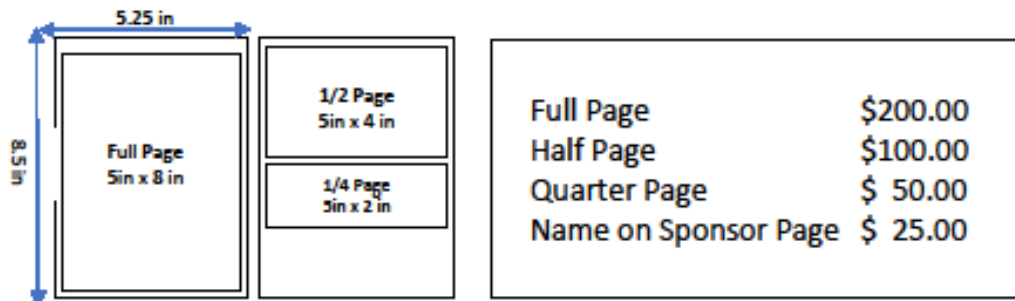 5.25 in
8.5 in
Full Page
5in x 8 in
1/2 Page
5in x 4 in
1/4 Page
5in x 2 in
Full Page $200.00
Half Page $100.00
Quarter Page $ 50.00
Name on Sponsor Page $ 25.00